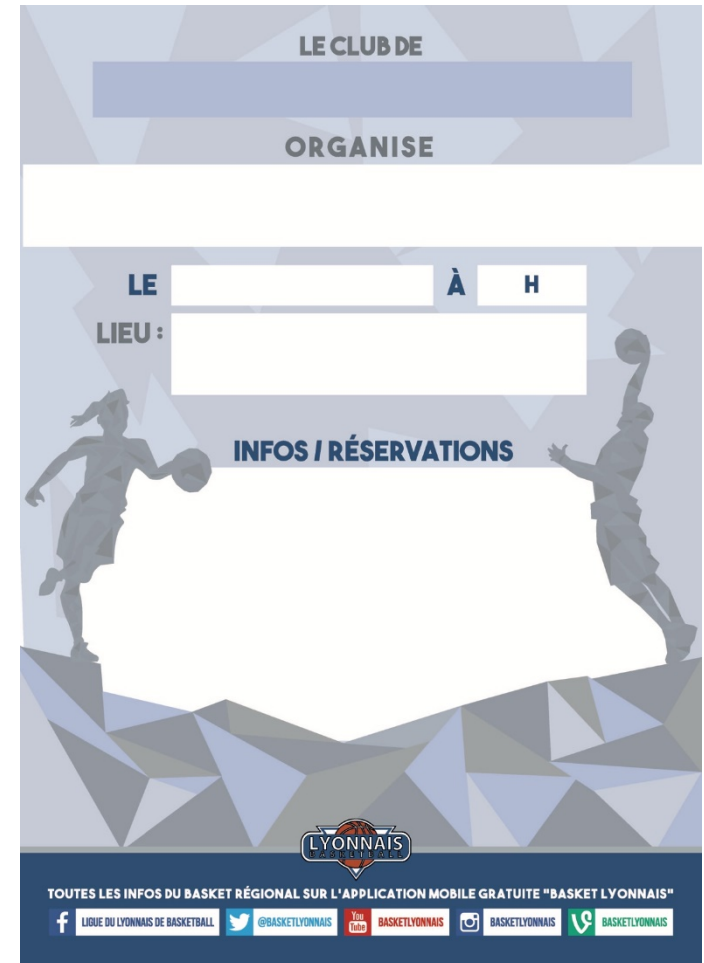 LE CLUB DE
ORGANISE
LE À H
LIEU :
INFOS / RÉSERVATIONS
LYONNAIS
BASKETBALL
TOUTES LES INFOS DU BASKET RÉGIONAL SUR L'APPLICATION MOBILE GRATUITE "BASKET LYONNAIS"
f LIGUE DU LYONNAIS DE BASKETBALL @BASKETLYONNAIS You Tube BASKETLYONNAIS BASKETLYONNAIS BASKETLYONNAIS